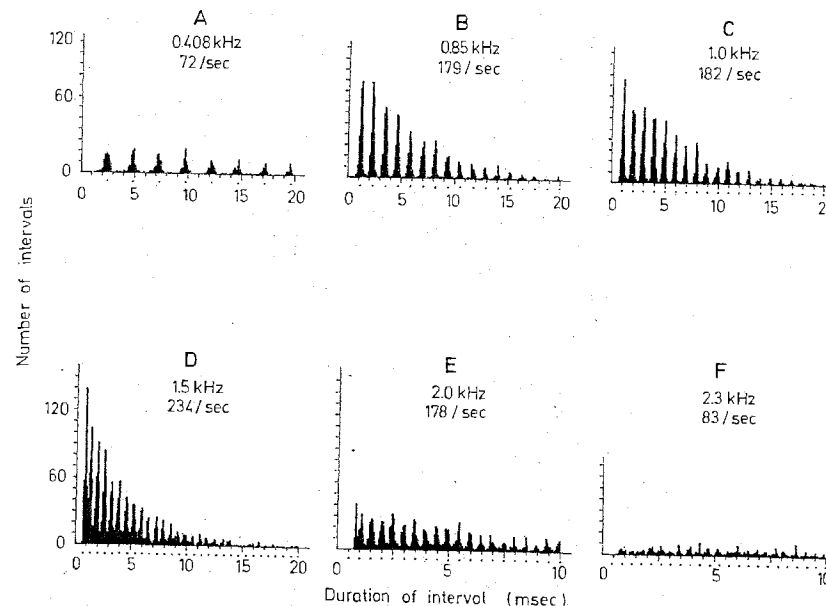 A
0.408 kHz
72/sec
120
60
0
0 5 10 15 20
B
0.85 kHz
179/sec
0 5 10 15 20
C
1.0 kHz
182/sec
0 5 10 15
Number of intervals
D
1.5 kHz
234/sec
120
60
0
0 5 10 15 20
E
2.0 kHz
178/sec
0 5 10
F
2.3 kHz
83/sec
0 5 10
Duration of interval (msec)